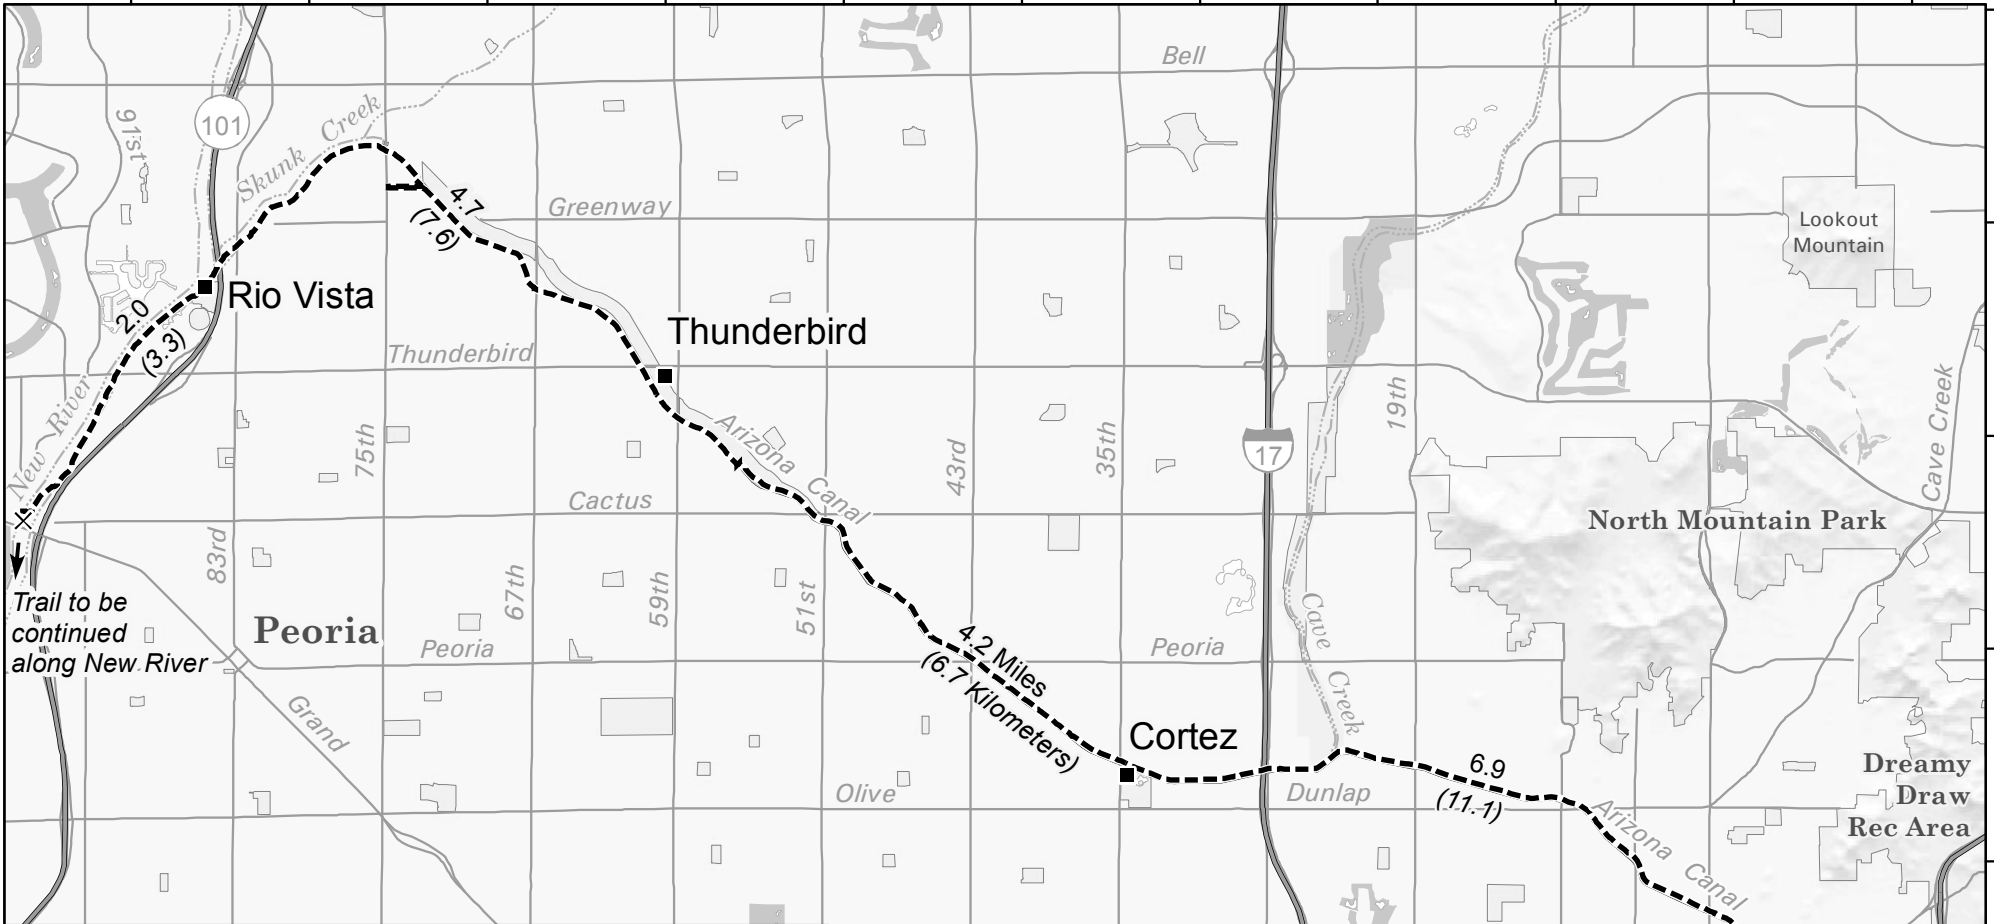 Bell
91st
101
Skunk Creek
4.7
(7.6)
Greenway
Lookout
Mountain
Rio Vista
2.0
(3.3)
Thunderbird
Thunderbird
New River
75th
Arizona Canal
43rd
35th
17
19th
Cave Creek
Cactus
North Mountain Park
83rd
67th
59th
51st
Trail to be
continued
along New River
Peoria
Peoria
4.2 Miles
(6.7 Kilometers)
Peoria
Cave Creek
Grand
Cortez
6.9
(11.1)
Dreamy
Draw
Rec Area
Olive
Dunlap
Arizona Canal